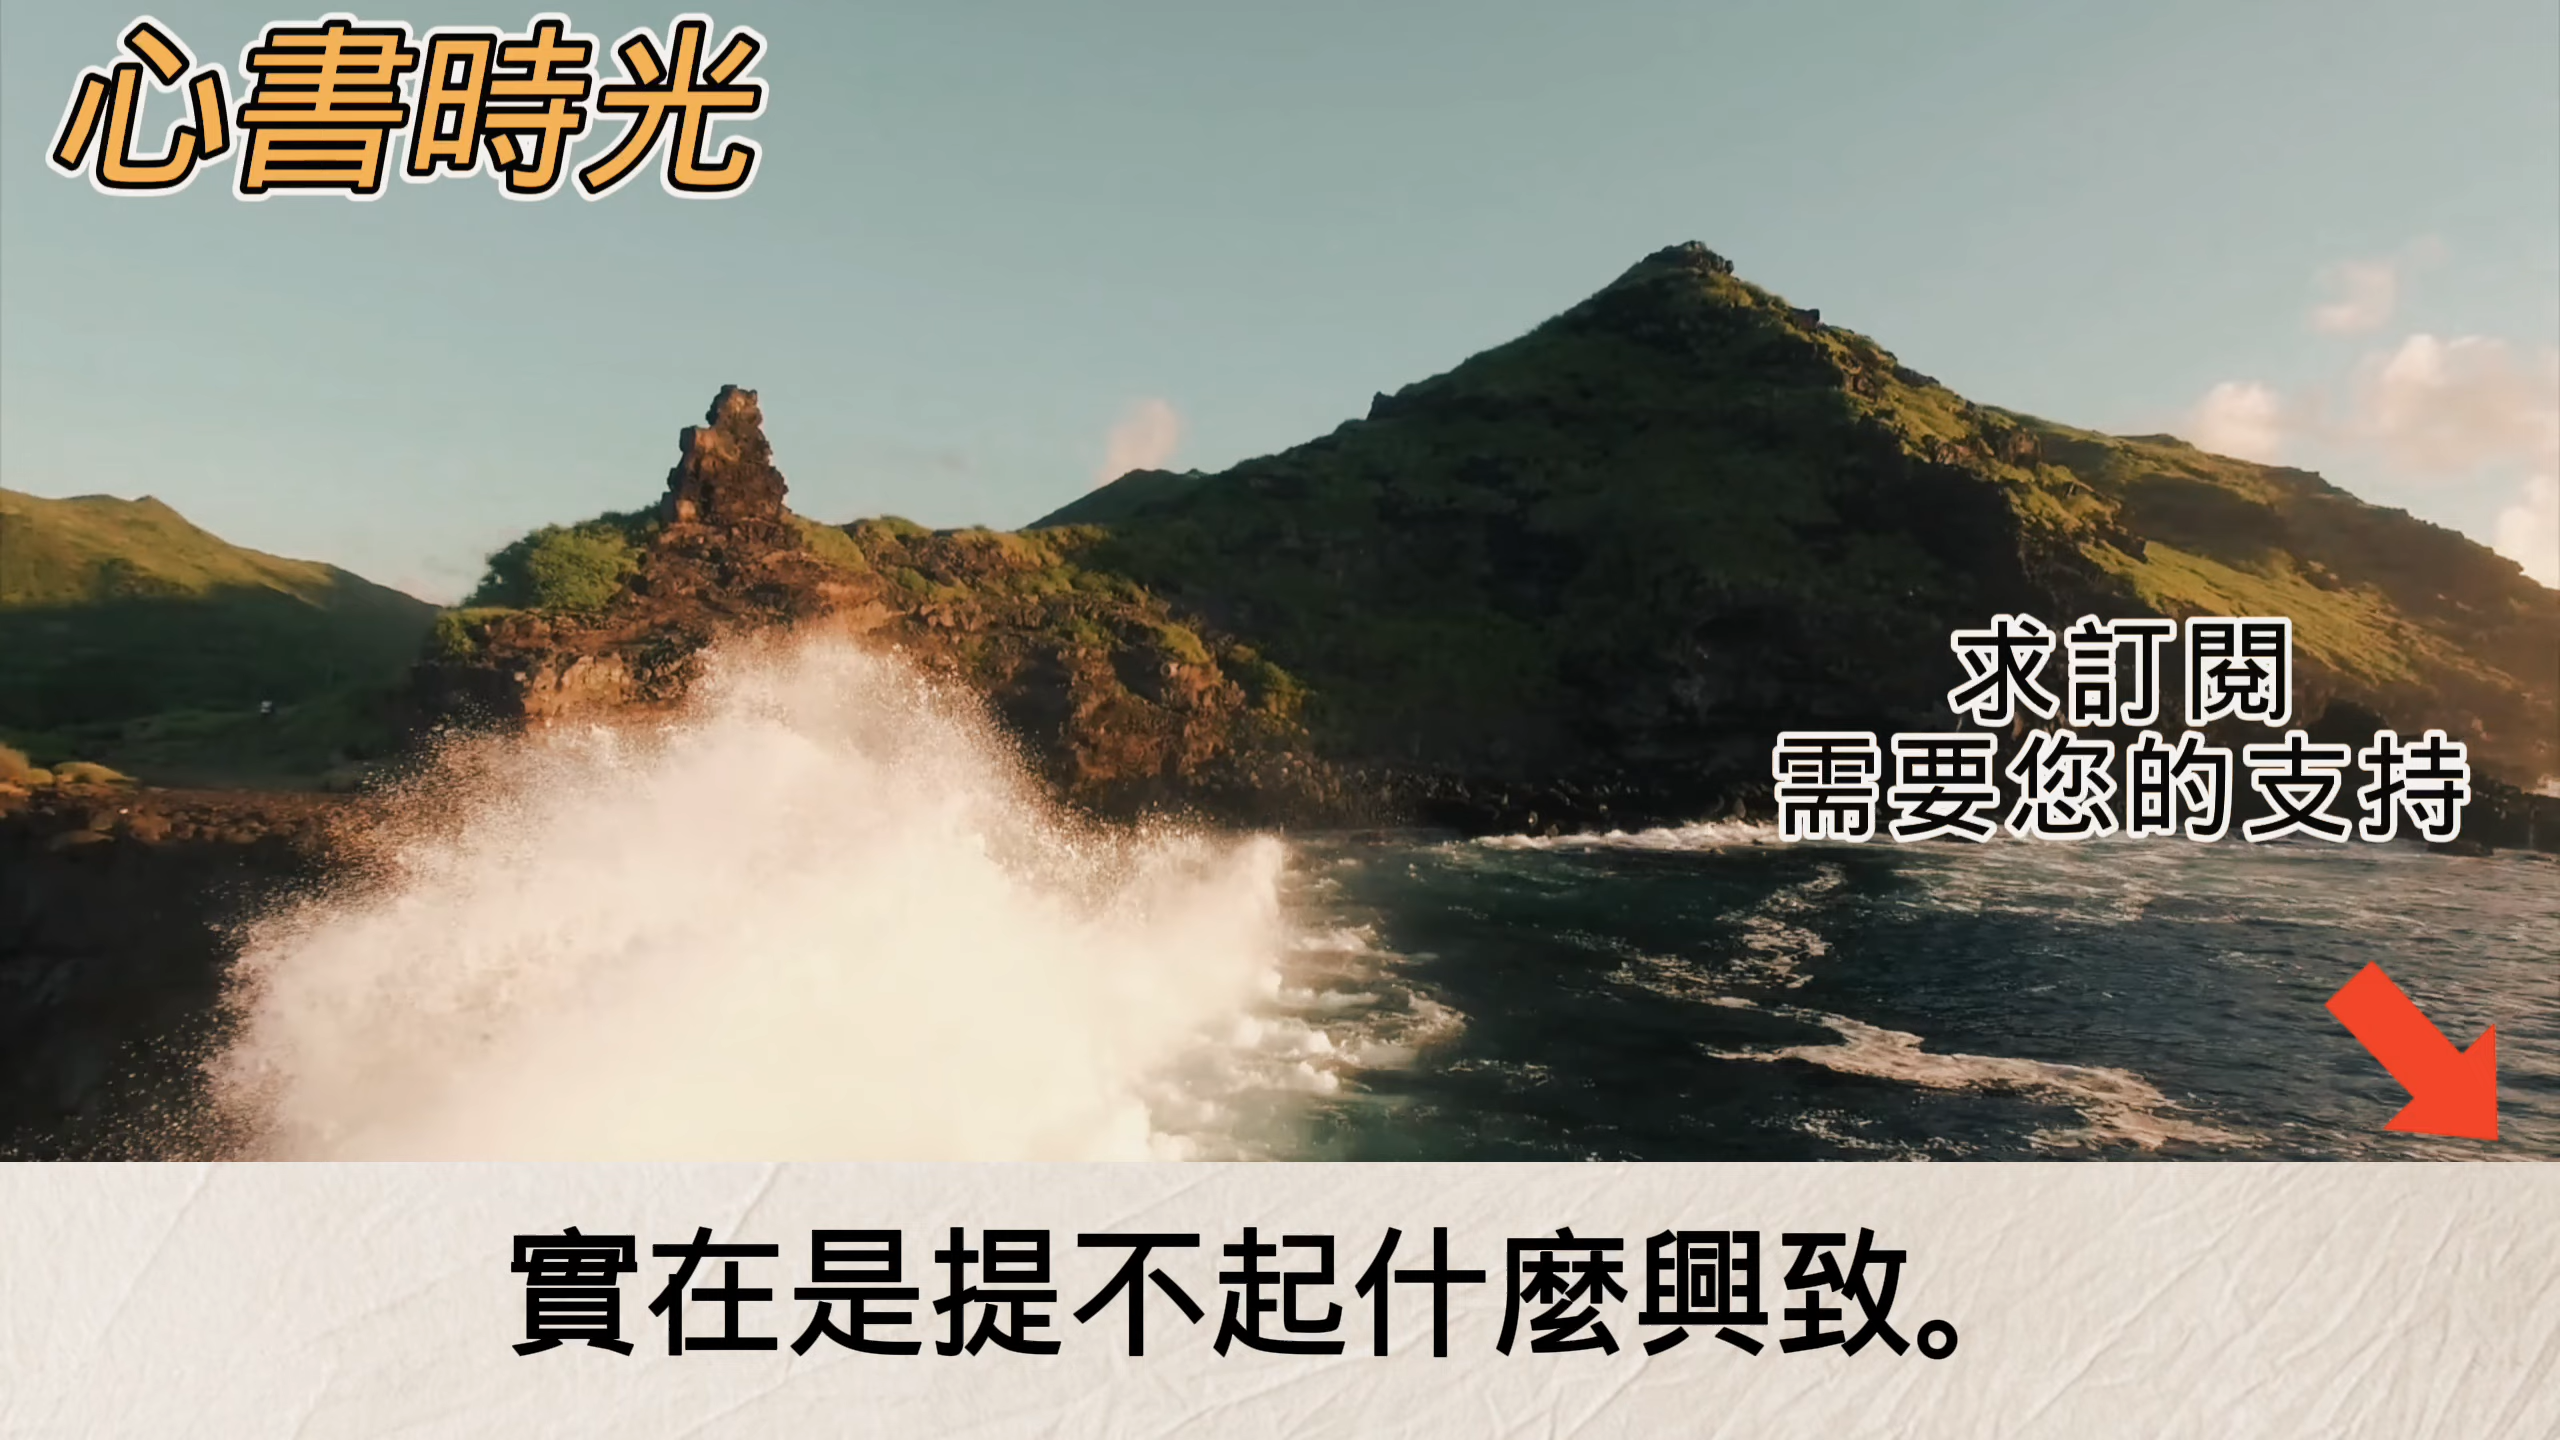 心書時光
求訂閱
需要您的支持
實在是提不起什麼興致。